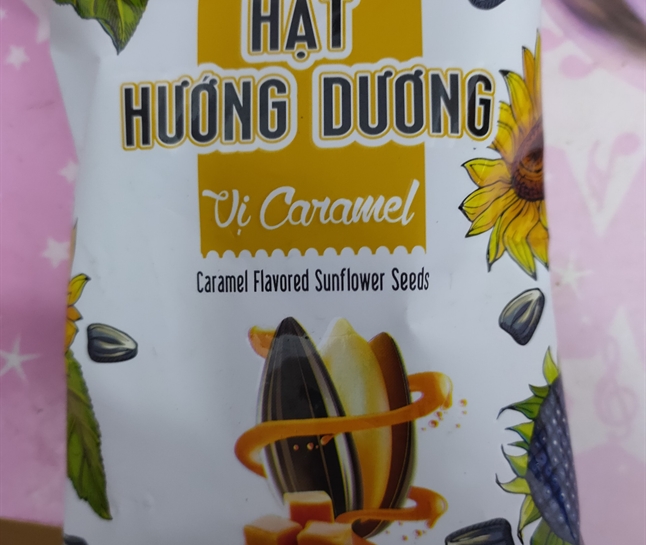 HẠT
HƯỚNG DƯƠNG
Vị Caramel
Caramel Flavored Sunflower Seeds